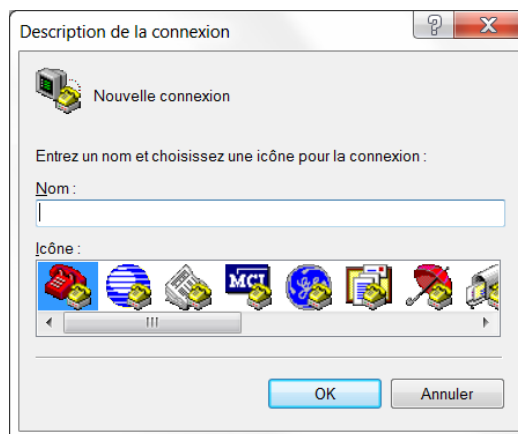 Description de la connexion
Nouvelle connexion
Entrez un nom et choisissez une icône pour la connexion :
Nom :
Icône :
MCI
OK
Annuler